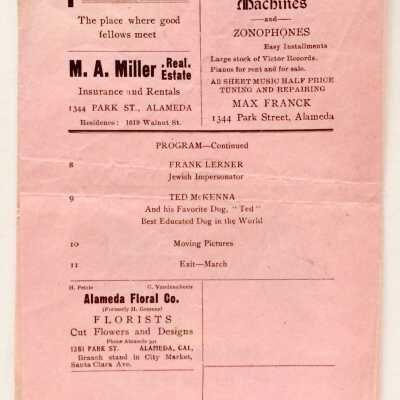 The place where good
fellows meet
M. A. Miller . Real Estate
Insurance and Rentals
1344 PARK ST., ALAMEDA
Residence: 1619 Walnut St.
Machines
—and—
ZONOPHONES
Easy Installments
Large stock of Victor Records.
Pianos for rent and for sale.
All SHEET MUSIC HALF PRICE
TUNING AND REPAIRING
MAX FRANCK
1344 Park Street, Alameda
PROGRAM—Continued
8 FRANK LERNER
Jewish Impersonator
9 TED McKENNA
And his Favorite Dog, "Ted"
Best Educated Dog in the World
10 Moving Pictures
11 Exit—March
H. Petzle G.
Alameda Floral Co.
(Formerly H.
FLORISTS
Cut Flowers and Designs
Phone Alameda
1381 PARK ST. ALAMEDA, CAL,
Branch stand in City Market,
Santa Clara Ave.